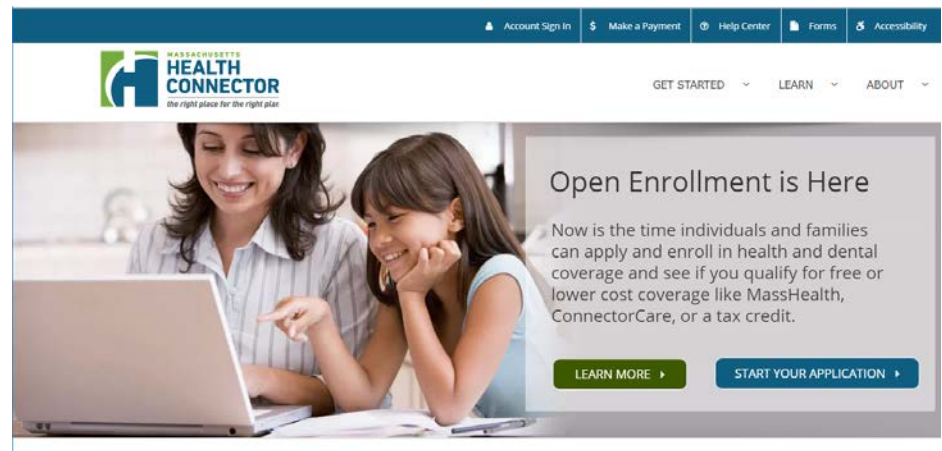 Account Sign In
Make a Payment
Help Center
Forms
Accessibility
MASSACHUSETTS
HEALTH
CONNECTOR
the right place for the right plan
GET STARTED
LEARN
ABOUT
Open Enrollment is Here
Now is the time individuals and families
can apply and enroll in health and dental
coverage and see if you qualify for free or
lower cost coverage like MassHealth,
ConnectorCare, or a tax credit.
LEARN MORE
START YOUR APPLICATION